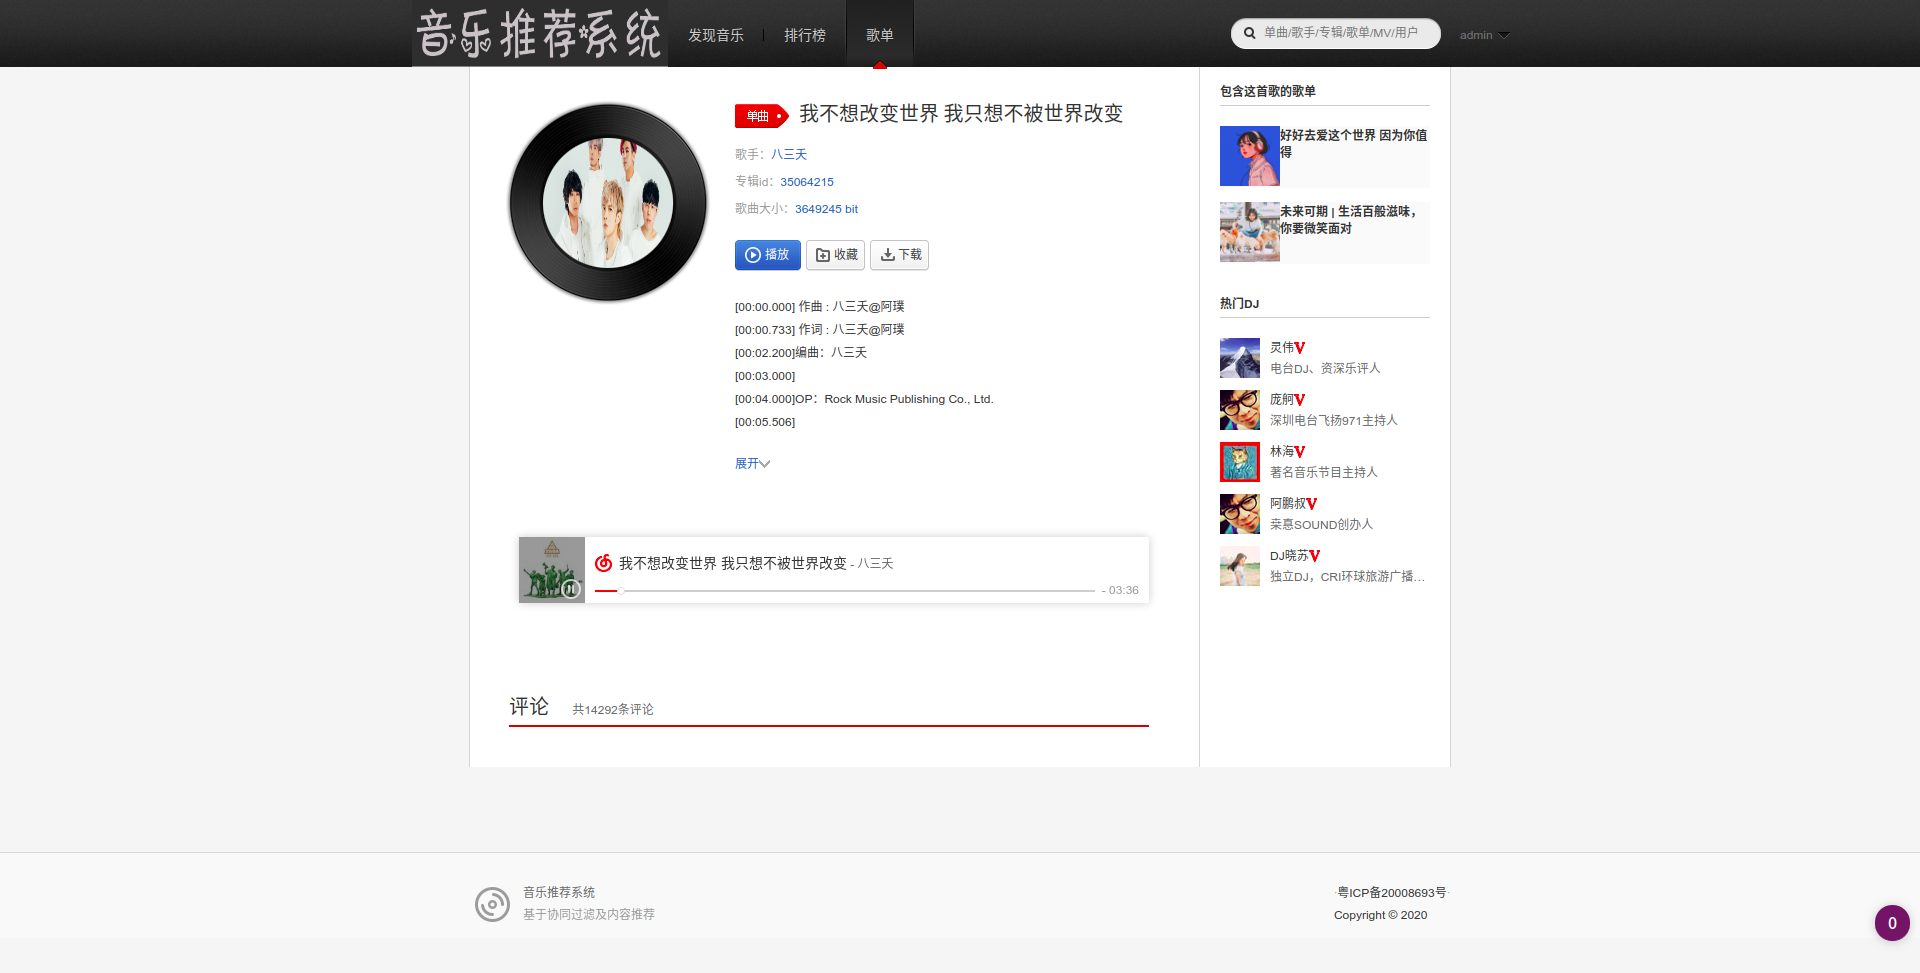 音乐推荐系统
发现音乐
排行榜
歌单
单曲/歌手/专辑/歌单/MV/用户
admin
单曲
我不想改变世界 我只想不被世界改变
歌手：八三夭
专辑id：35064215
歌曲大小：3649245 bit
播放
收藏
下载
[00:00.000] 作曲 : 八三夭@阿璞
[00:00.733] 作词 : 八三夭@阿璞
[00:02.200]编曲：八三夭
[00:03.000]
[00:04.000]OP：Rock Music Publishing Co., Ltd.
[00:05.506]
展开
我不想改变世界 我只想不被世界改变 - 八三夭
- 03:36
评论
共14292条评论
包含这首歌的歌单
好好去爱这个世界 因为你值
得
未来可期 | 生活百般滋味，
你要微笑面对
热门DJ
灵伟
电台DJ、资深乐评人
庞舸
深圳电台飞扬971主持人
林海
著名音乐节目主持人
阿鹏叔
桒惪SOUND创办人
DJ晓苏
独立DJ，CRI环球旅游广播…
音乐推荐系统
基于协同过滤及内容推荐
·粤ICP备20008693号·
Copyright © 2020
0